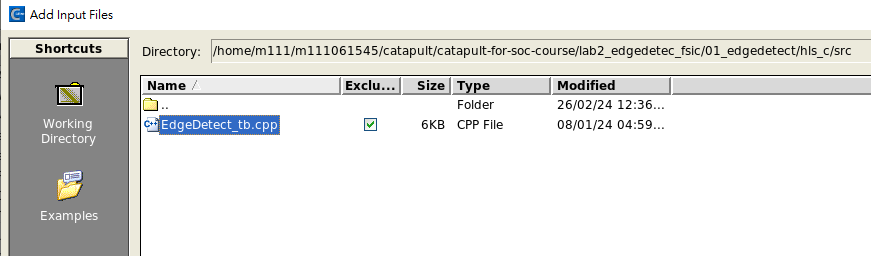 Add Input Files
Shortcuts
Working
Directory
Examples
Directory: /home/m111/m111061545/catapult/catapult-for-soc-course/lab2_edgedetec_fsic/01_edgedetect/hls_c/src
Name Exclu... Size Type Modified
.. Folder 26/02/24 12:36...
EdgeDetect_tb.cpp 6KB CPP File 08/01/24 04:59...